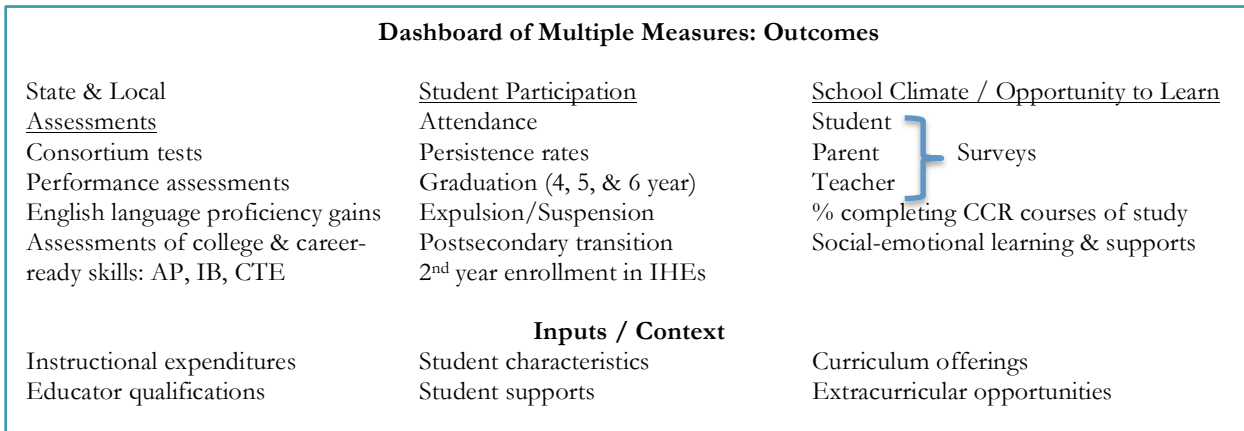 Dashboard of Multiple Measures: Outcomes
State & Local
Assessments
Consortium tests
Performance assessments
English language proficiency gains
Assessments of college & career-
ready skills: AP, IB, CTE
Student Participation
Attendance
Persistence rates
Graduation (4, 5, & 6 year)
Expulsion/Suspension
Postsecondary transition
2nd year enrollment in IHEs
School Climate / Opportunity to Learn
Student
Parent
Teacher
Surveys
% completing CCR courses of study
Social-emotional learning & supports
Inputs / Context
Instructional expenditures
Educator qualifications
Student characteristics
Student supports
Curriculum offerings
Extracurricular opportunities